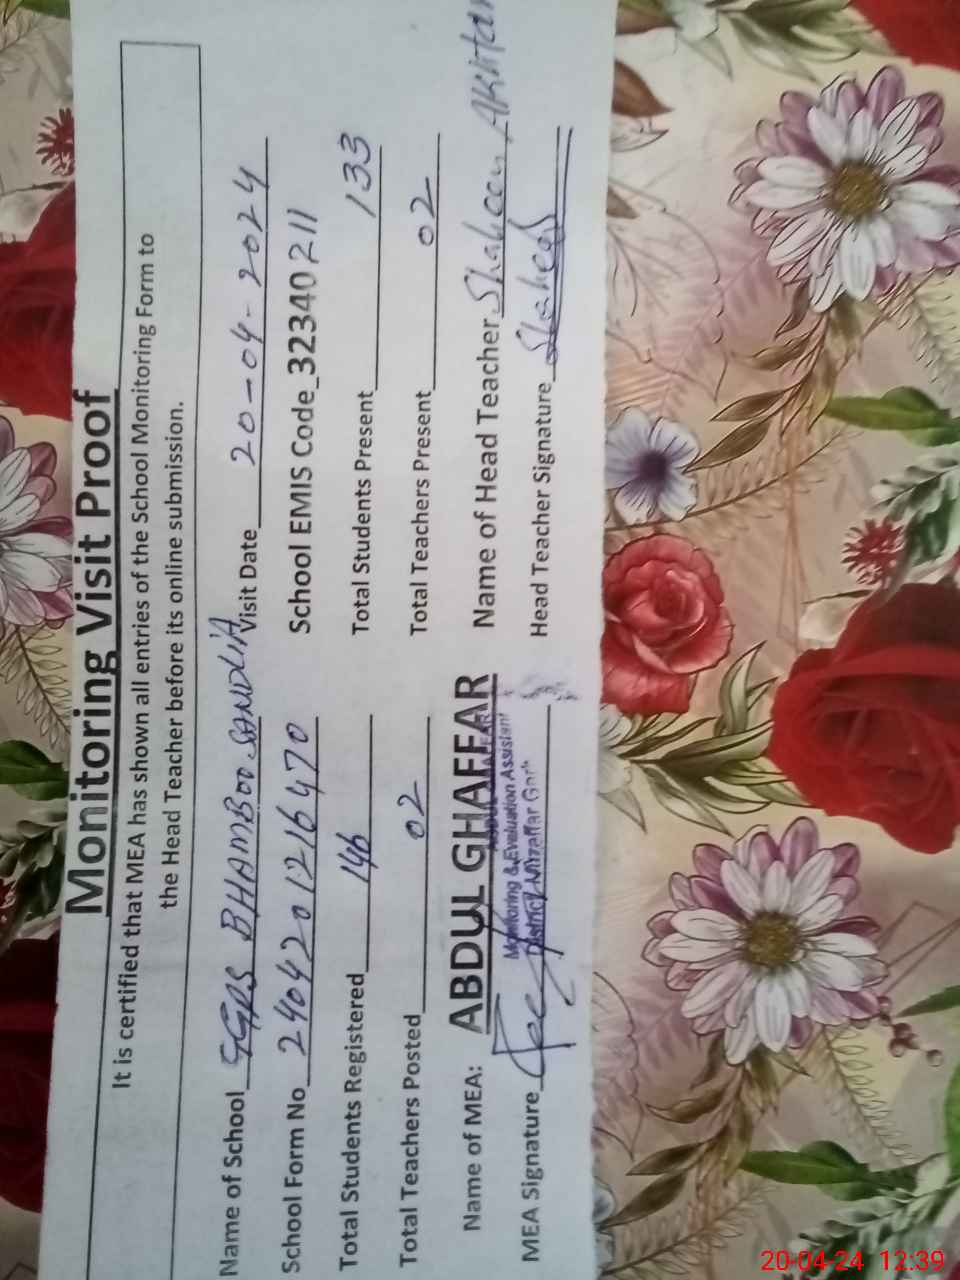 Monitoring Visit Proof
It is certified that MEA has shown all entries of the School Monitoring Form to
the Head Teacher before its online submission.
Name of School GGPS BHAMBOO SANDILA Visit Date 20-04-2024
School Form No 2404201216470 School EMIS Code 32340211
Total Students Registered 146 Total Students Present 133
Total Teachers Posted 02 Total Teachers Present 02
Name of MEA: ABDUL GHAFFAR Name of Head Teacher Shaheen Akhtar
Monitoring & Evaluation Assistant
District Muzaffar Garh
MEA Signature Head Teacher Signature
20-04-24 12:39